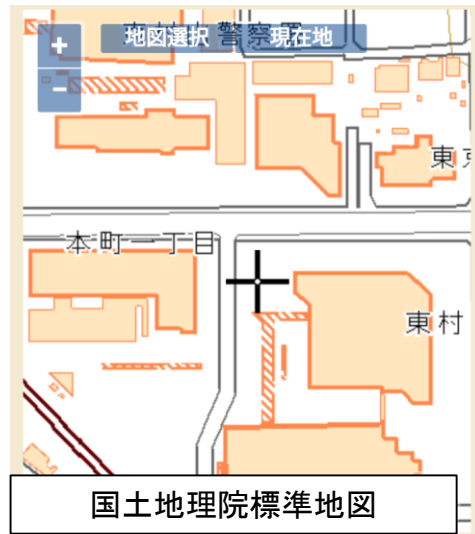 +
地図選択
現在地
警察署
−
東京
本町一丁目
東村
国土地理院標準地図